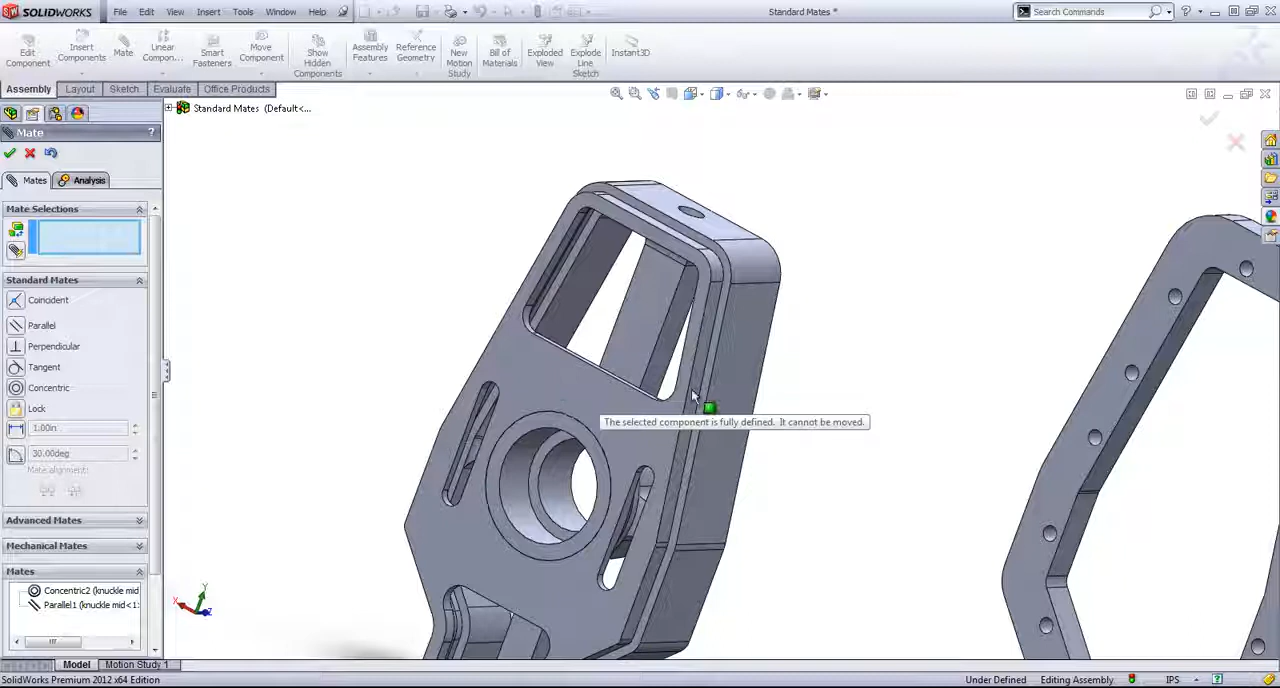 SOLIDWORKS File Edit View Insert Tools Window Help Standard Mates * Search Commands
Edit Component Insert Components Mate Linear Compon... Smart Fasteners Move Component Show Hidden Components Assembly Features Reference Geometry New Motion Study Bill of Materials Exploded View Explode Line Sketch Instant3D
Assembly Layout Sketch Evaluate Office Products
Standard Mates (Default<...
Mate ?
Mates Analysis
Mate Selections
Standard Mates
Coincident
Parallel
Perpendicular
Tangent
Concentric
Lock
1.00in
30.00deg
Mate alignment:
Advanced Mates
Mechanical Mates
Mates
Concentric2 (knuckle mid
Parallel1 (knuckle mid<1>
The selected component is fully defined. It cannot be moved.
Y
X
Z
Model Motion Study 1
SolidWorks Premium 2012 x64 Edition Under Defined Editing Assembly IPS